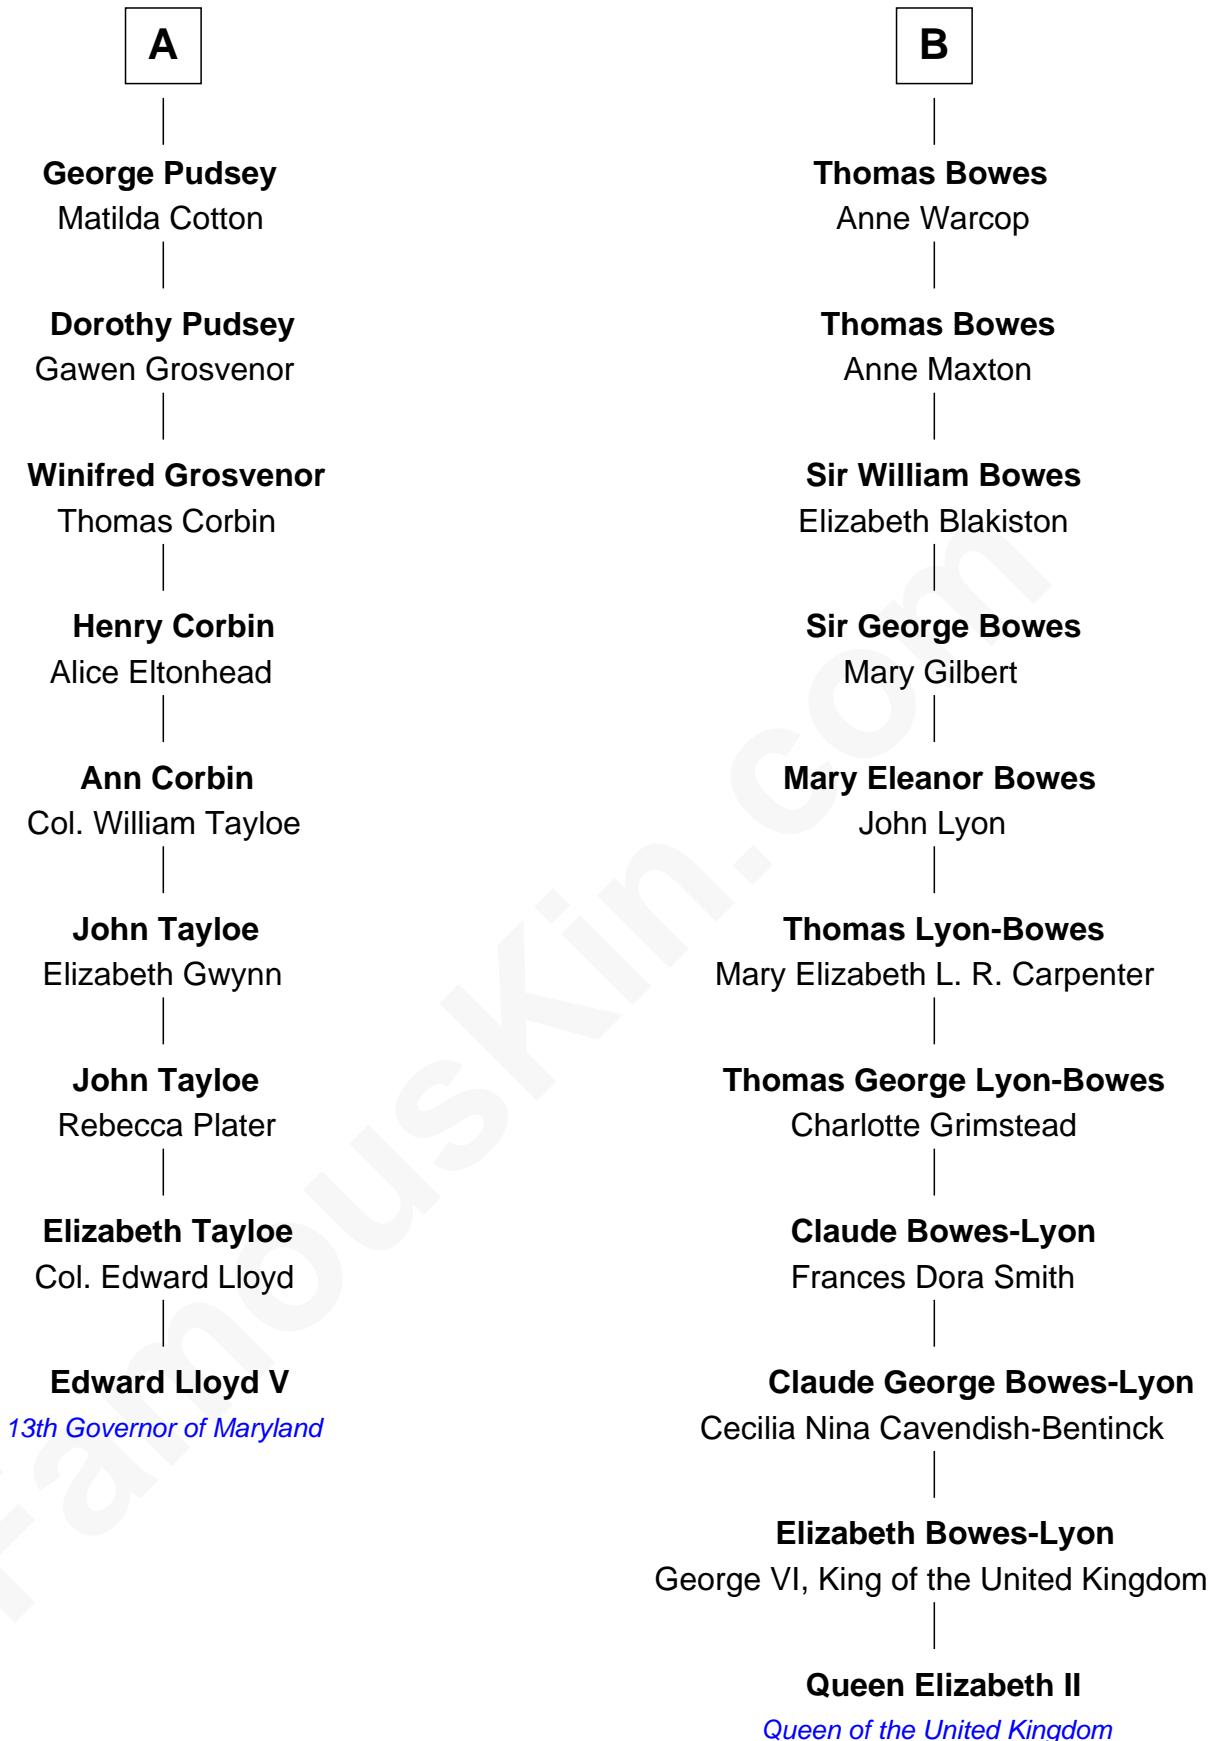 A
George Pudsey
Matilda Cotton
Dorothy Pudsey
Gawen Grosvenor
Winifred Grosvenor
Thomas Corbin
Henry Corbin
Alice Eltonhead
Ann Corbin
Col. William Tayloe
John Tayloe
Elizabeth Gwynn
John Tayloe
Rebecca Plater
Elizabeth Tayloe
Col. Edward Lloyd
Edward Lloyd V
13th Governor of Maryland
B
Thomas Bowes
Anne Warcop
Thomas Bowes
Anne Maxton
Sir William Bowes
Elizabeth Blakiston
Sir George Bowes
Mary Gilbert
Mary Eleanor Bowes
John Lyon
Thomas Lyon-Bowes
Mary Elizabeth L. R. Carpenter
Thomas George Lyon-Bowes
Charlotte Grimstead
Claude Bowes-Lyon
Frances Dora Smith
Claude George Bowes-Lyon
Cecilia Nina Cavendish-Bentinck
Elizabeth Bowes-Lyon
George VI, King of the United Kingdom
Queen Elizabeth II
Queen of the United Kingdom
FamousKin.com